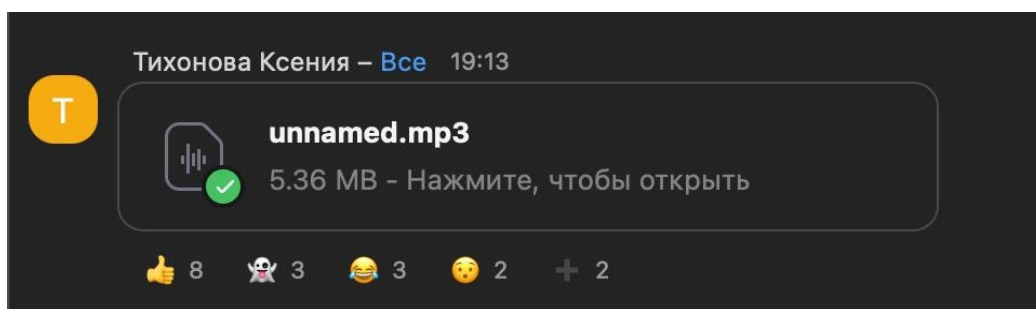 Тихонова Ксения – Все 19:13
Т
unnamed.mp3
5.36 MB - Нажмите, чтобы открыть
👍 8 👻 3 😂 3 😯 2 ➕ 2